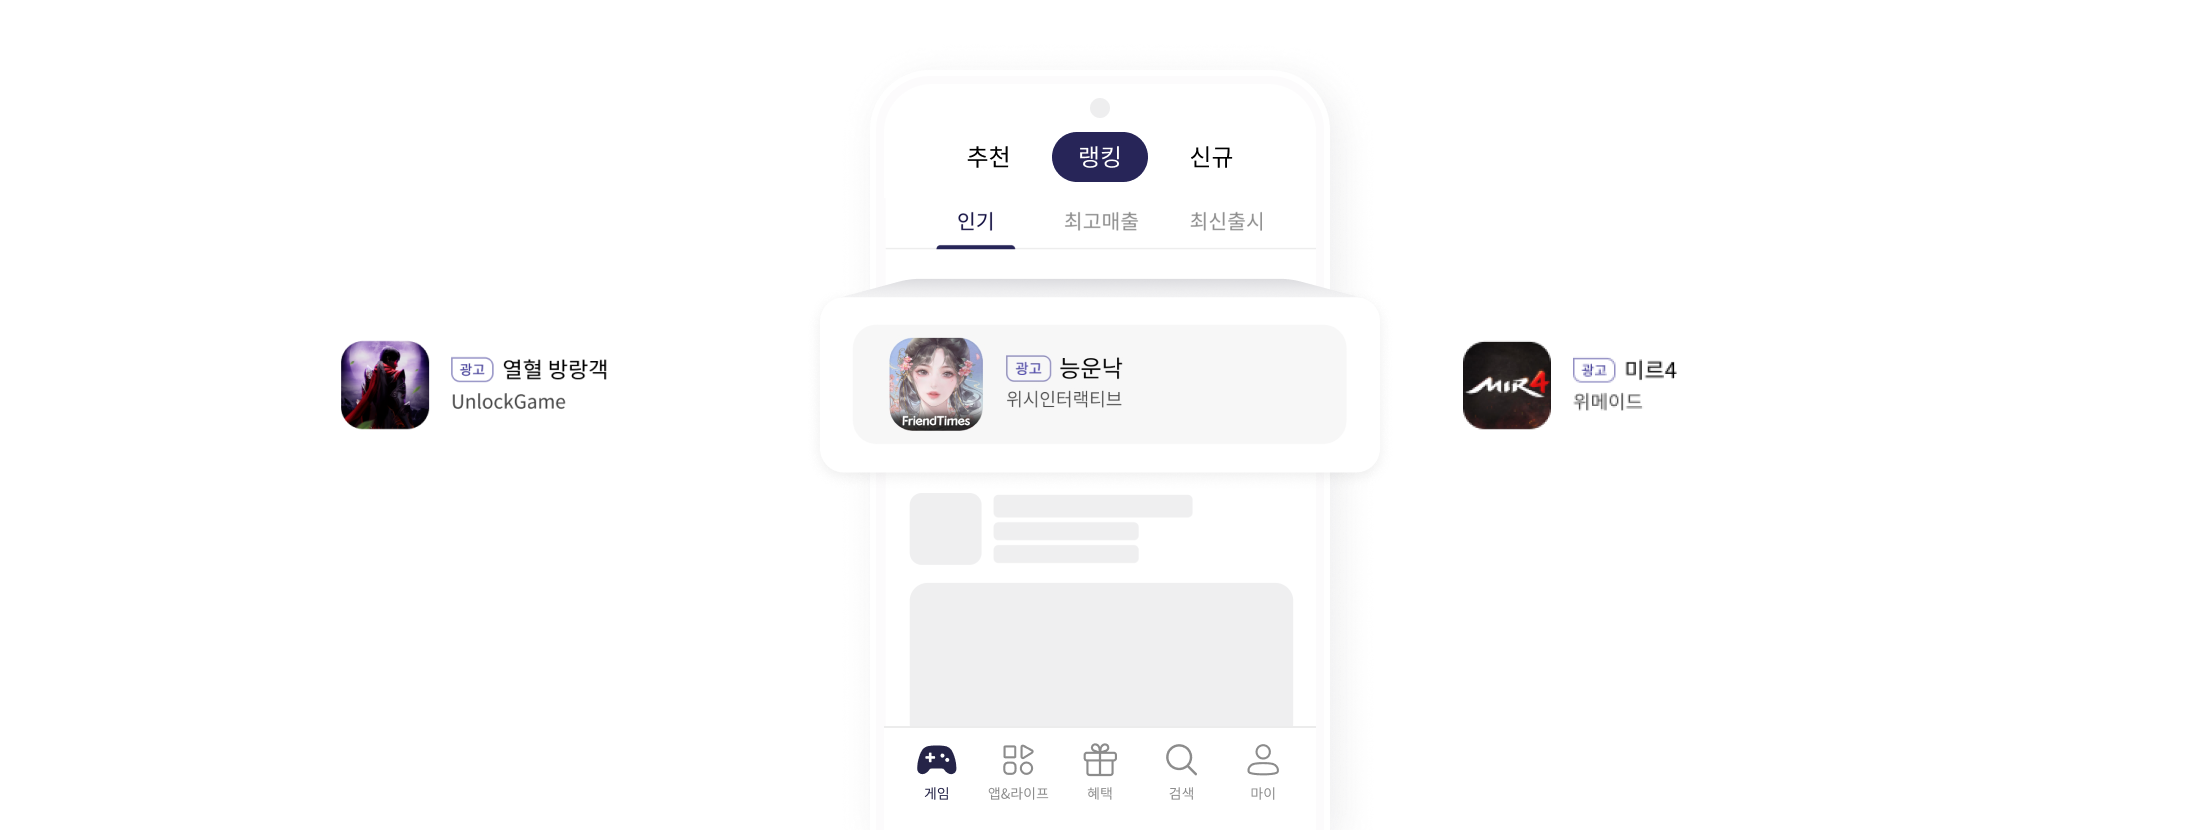 추천
랭킹
신규
인기
최고매출
최신출시
광고 열혈 방랑객
UnlockGame
FriendTimes
광고 능운낙
위시인터랙티브
MIR4
광고 미르4
위메이드
게임
앱&라이프
혜택
검색
마이